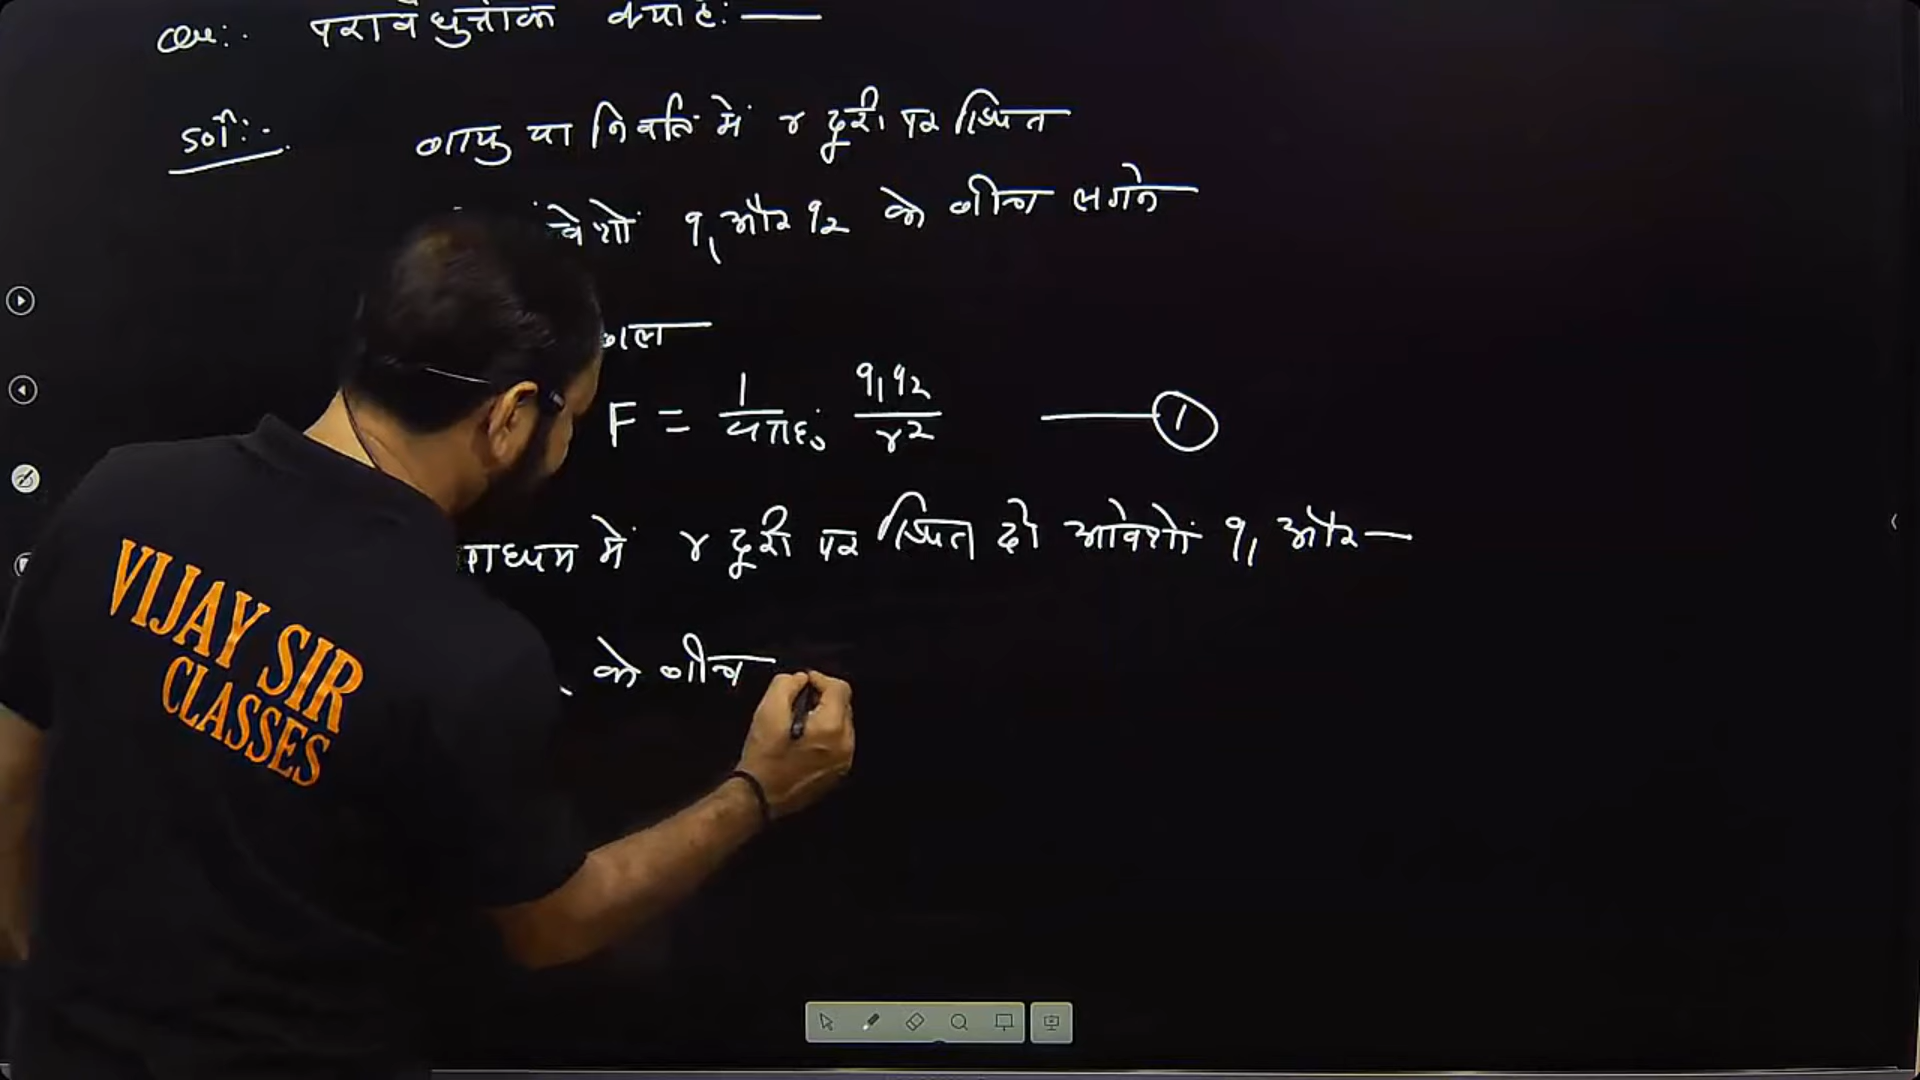 Que:- परावैद्युतांक क्या है:—
Solⁿ:-
वायु या निर्वात में r दूरी पर स्थित
वेशों q₁ और q₂ के बीच लगने
बल
F = 1/4πε₀ q₁q₂/r² —— ①
माध्यम में r दूरी पर स्थित दो आवेशों q₁ और —
के बीच
VIJAY SIR
CLASSES